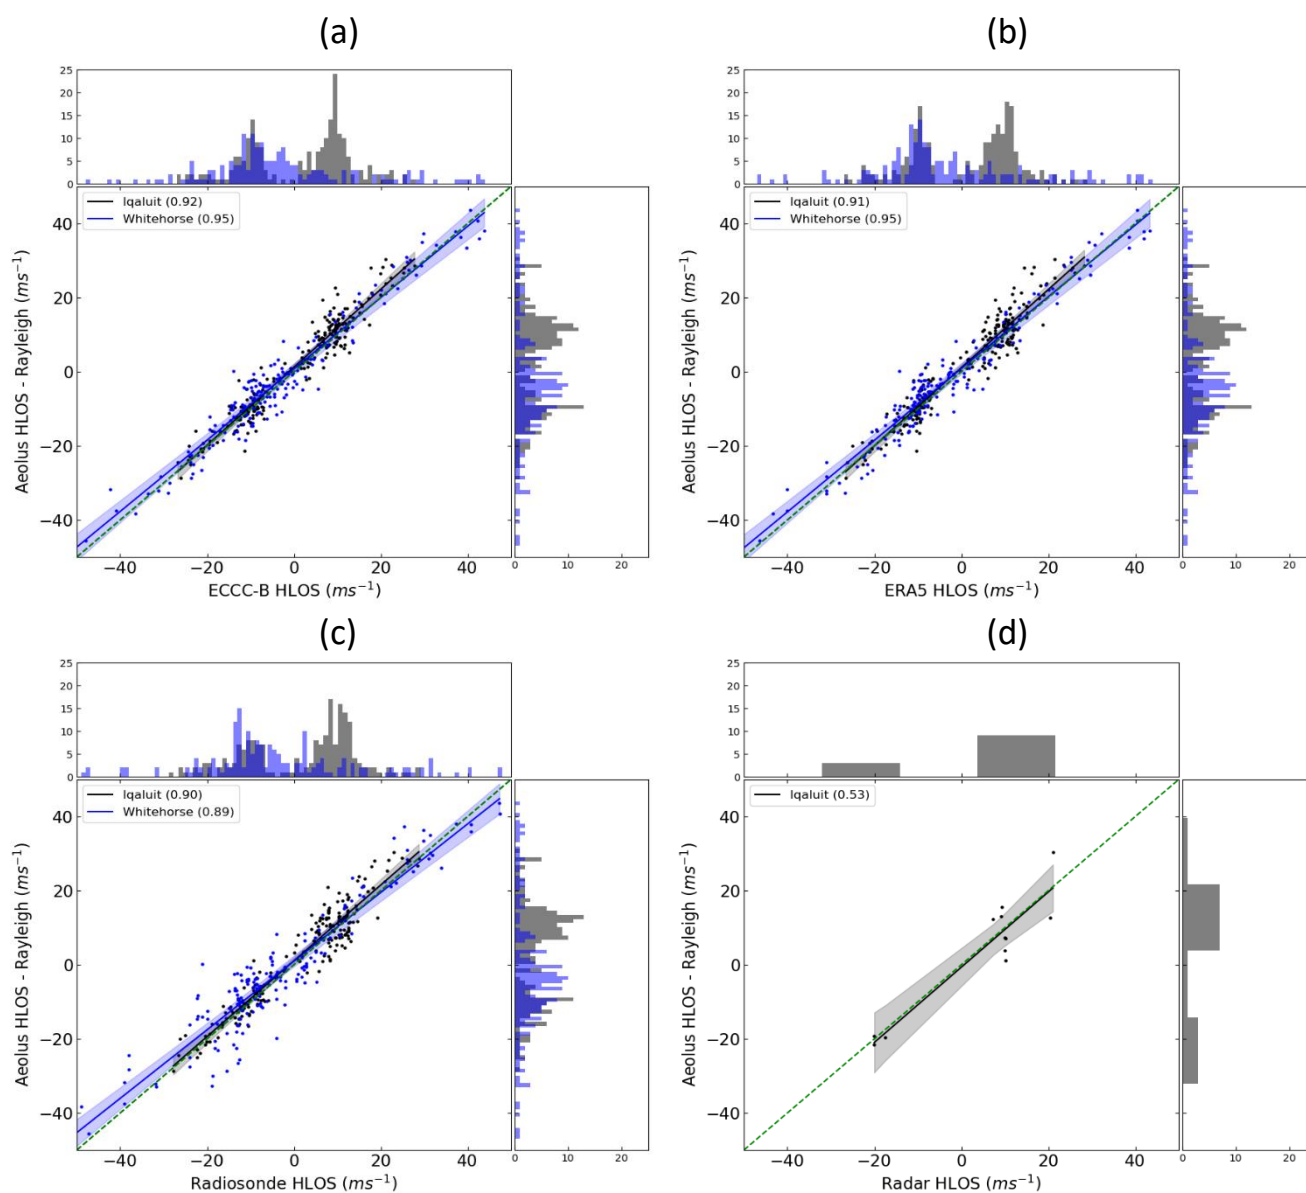 (a)
25
20
15
10
5
0
Iqaluit (0.92)
Whitehorse (0.95)
40
20
0
−20
−40
−40 −20 0 20 40
0 10 20
Aeolus HLOS - Rayleigh (ms⁻¹)
ECCC-B HLOS (ms⁻¹)
(b)
25
20
15
10
5
0
Iqaluit (0.91)
Whitehorse (0.95)
40
20
0
−20
−40
−40 −20 0 20 40
0 10 20
Aeolus HLOS - Rayleigh (ms⁻¹)
ERA5 HLOS (ms⁻¹)
(c)
25
20
15
10
5
0
Iqaluit (0.90)
Whitehorse (0.89)
40
20
0
−20
−40
−40 −20 0 20 40
0 10 20
Aeolus HLOS - Rayleigh (ms⁻¹)
Radiosonde HLOS (ms⁻¹)
(d)
25
20
15
10
5
0
Iqaluit (0.53)
40
20
0
−20
−40
−40 −20 0 20 40
0 10 20
Aeolus HLOS - Rayleigh (ms⁻¹)
Radar HLOS (ms⁻¹)